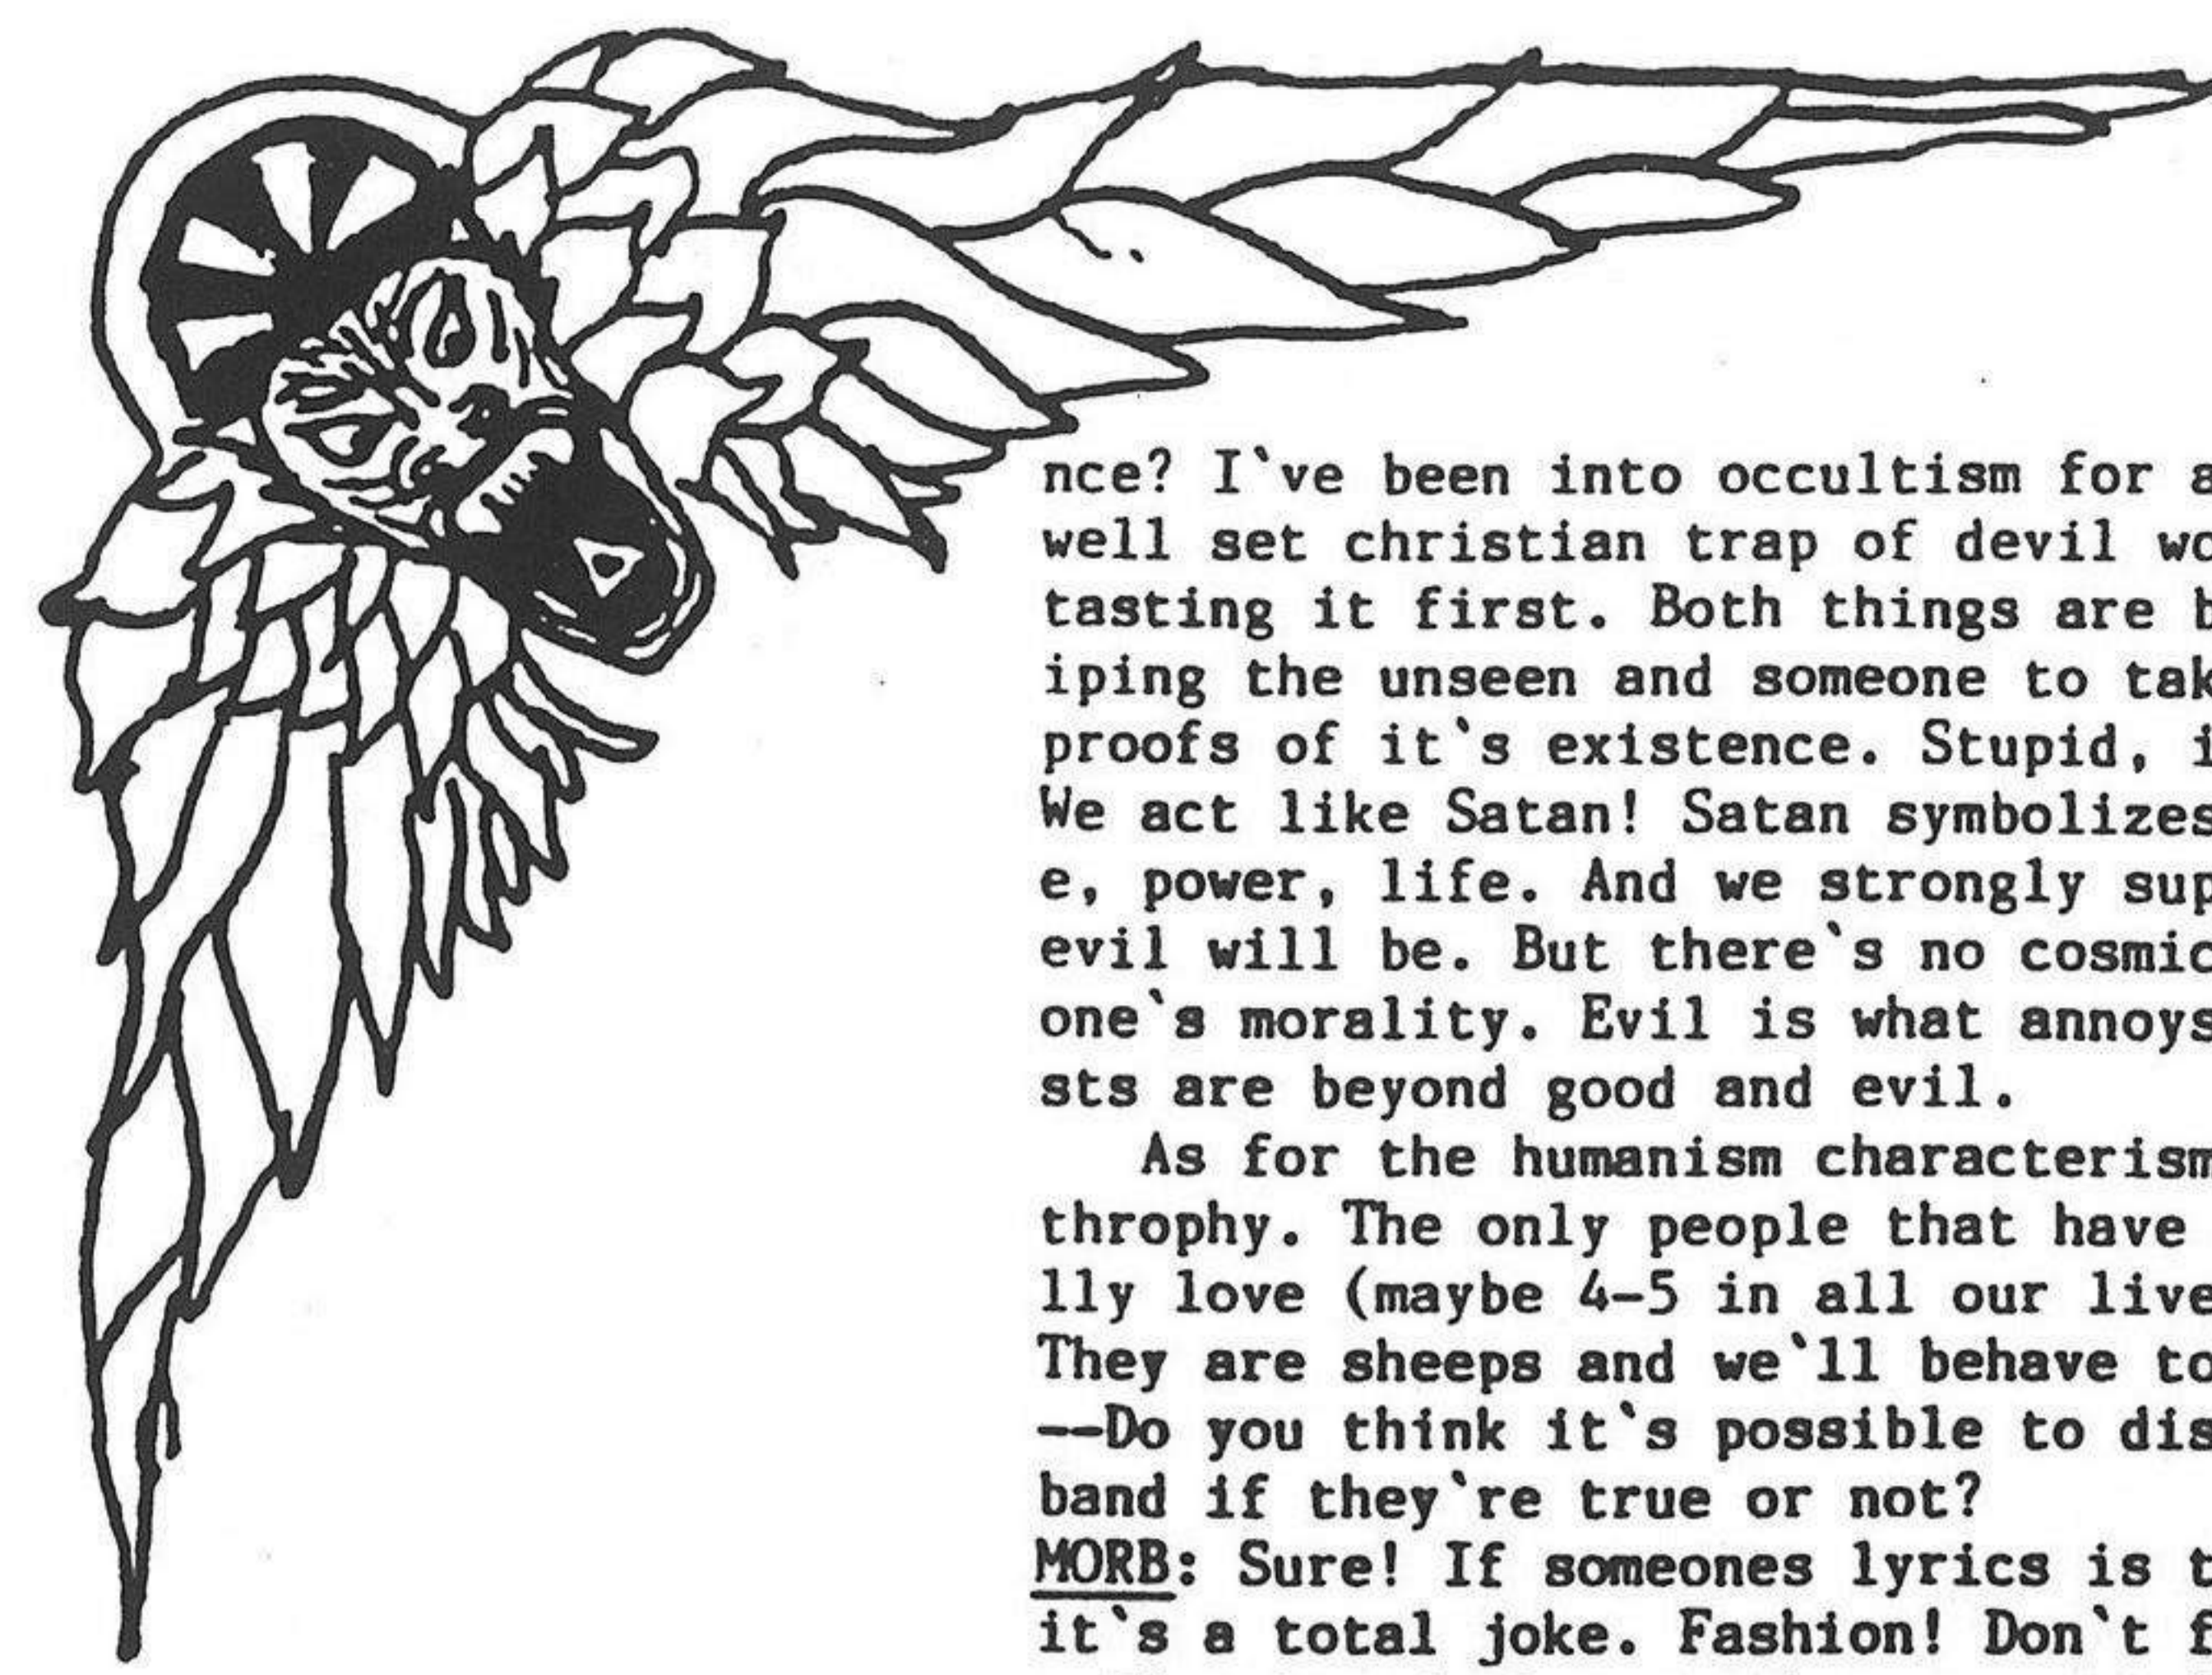 nce? I`ve been into occultism for a
well set christian trap of devil wo
tasting it first. Both things are b
iping the unseen and someone to tak
proofs of it`s existence. Stupid, i
We act like Satan! Satan symbolizes
e, power, life. And we strongly sup
evil will be. But there`s no cosmic
one`s morality. Evil is what annoys
sts are beyond good and evil.
As for the humanism characterism
throphy. The only people that have
lly love (maybe 4-5 in all our live
They are sheeps and we`ll behave to
--Do you think it`s possible to dis
band if they`re true or not?
MORB: Sure! If someones lyrics is t
it`s a total joke. Fashion! Don`t f